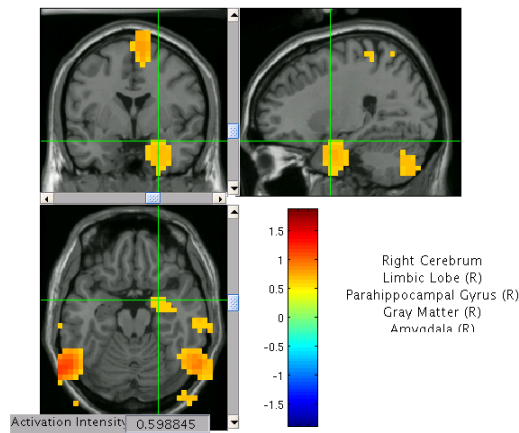 1.5
1
0.5
0
-0.5
-1
-1.5
Right Cerebrum
Limbic Lobe (R)
Parahippocampal Gyrus (R)
Gray Matter (R)
Amygdala (R)
Activation Intensity 0.598845